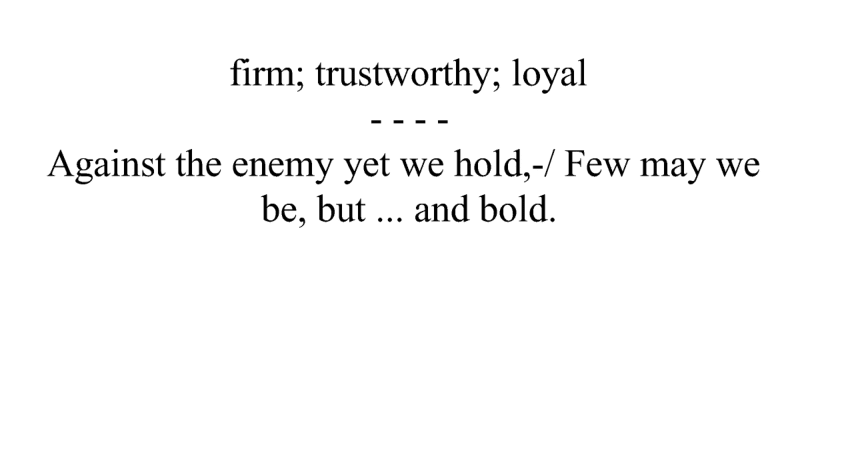 firm; trustworthy; loyal
- - - -
Against the enemy yet we hold,-/ Few may we
be, but ... and bold.